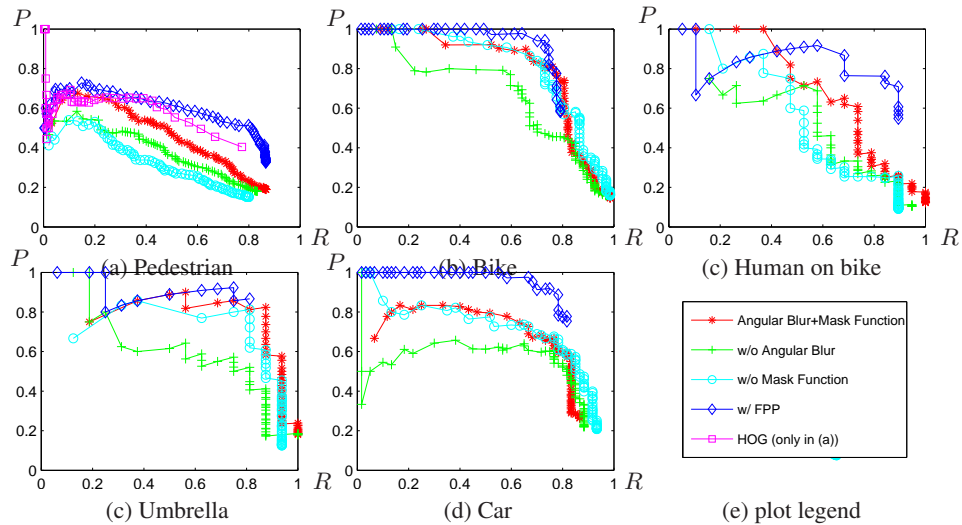 P
1
0.8
0.6
0.4
0.2
0
0 0.2 0.4 0.6 0.8 R 1
(a) Pedestrian
P
1
0.8
0.6
0.4
0.2
0
0 0.2 0.4 0.6 0.8 R 1
(b) Bike
P
1
0.8
0.6
0.4
0.2
0
0 0.2 0.4 0.6 0.8 R 1
(c) Human on bike
P
1
0.8
0.6
0.4
0.2
0
0 0.2 0.4 0.6 0.8 1 R
(c) Umbrella
P
1
0.8
0.6
0.4
0.2
0
0 0.2 0.4 0.6 0.8 1 R
(d) Car
Angular Blur+Mask Function
w/o Angular Blur
w/o Mask Function
w/ FPP
HOG (only in (a))
(e) plot legend